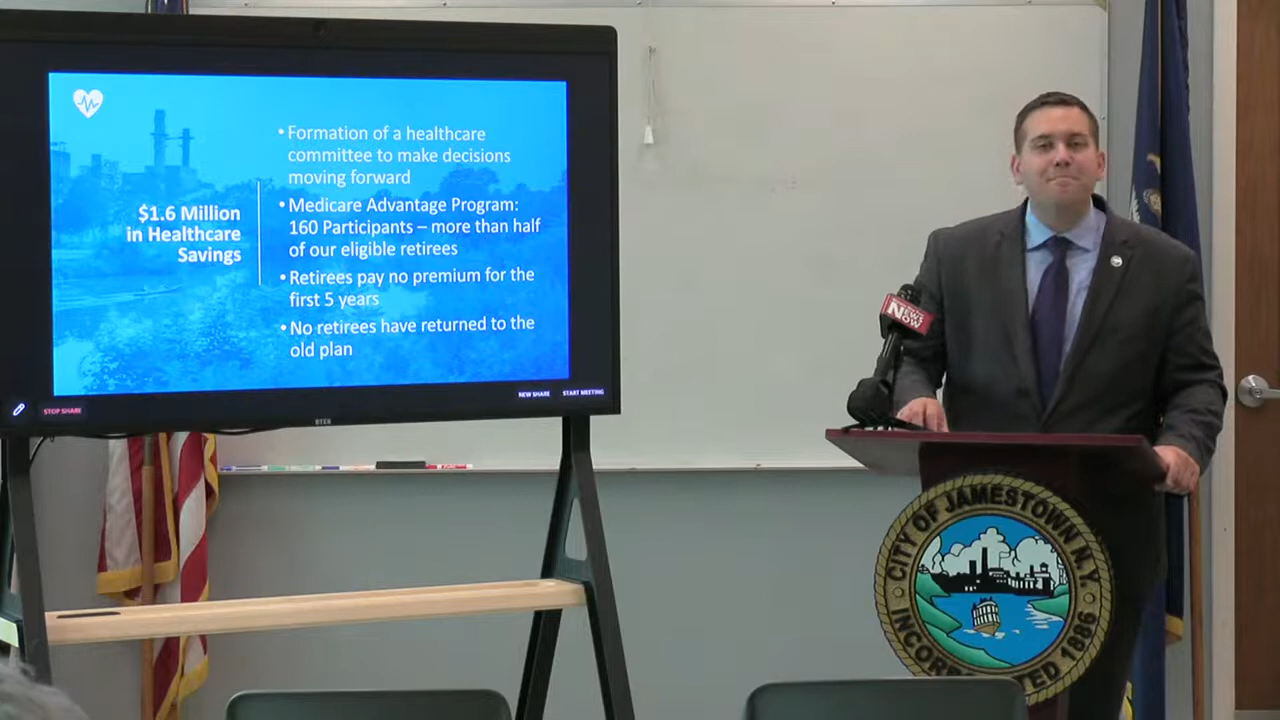 • Formation of a healthcare
committee to make decisions
moving forward
• Medicare Advantage Program:
160 Participants – more than half
of our eligible retirees
• Retirees pay no premium for the
first 5 years
• No retirees have returned to the
old plan
$1.6 Million
in Healthcare
Savings
STOP SHARE
NEW SHARE
START MEETING
NEWS
NOW
CITY OF JAMESTOWN N.Y.
INCORPORATED 1886